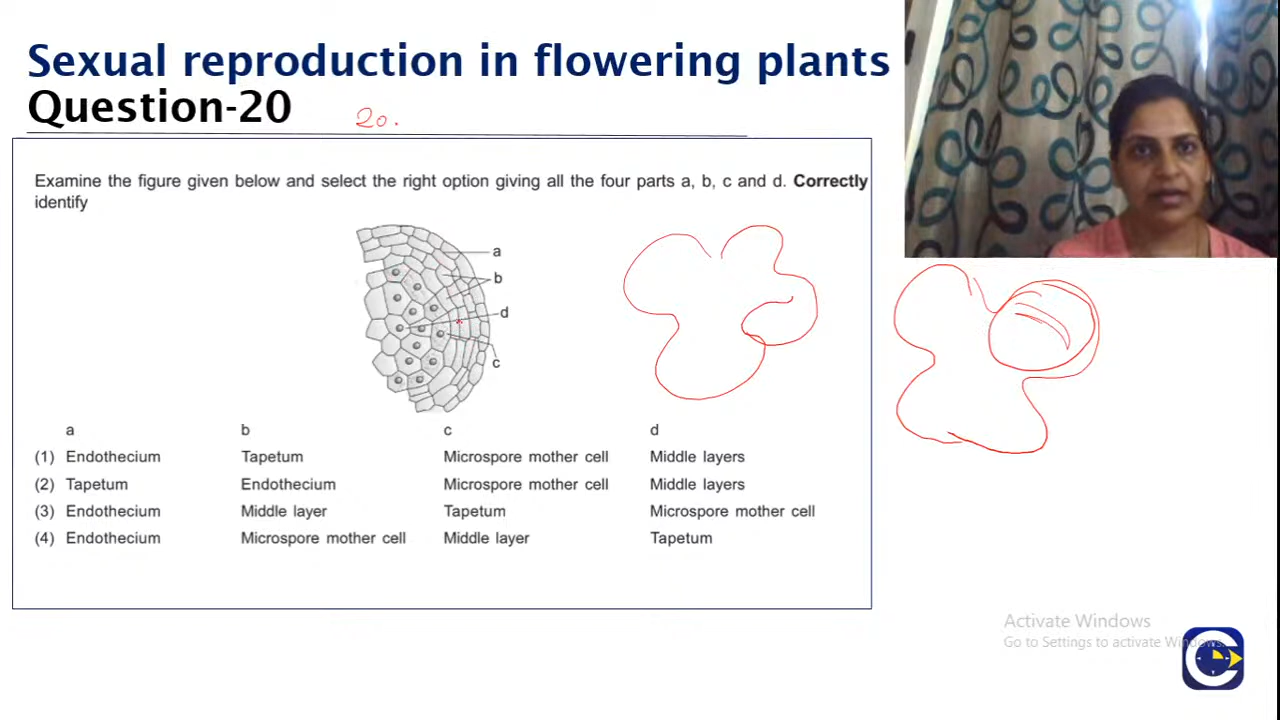 Sexual reproduction in flowering plants
Question-20
20.
Examine the figure given below and select the right option giving all the four parts a, b, c and d. Correctly
identify
a
b
d
c
a b c d
(1) Endothecium Tapetum Microspore mother cell Middle layers
(2) Tapetum Endothecium Microspore mother cell Middle layers
(3) Endothecium Middle layer Tapetum Microspore mother cell
(4) Endothecium Microspore mother cell Middle layer Tapetum
Activate Windows
Go to Settings to activate Windows.